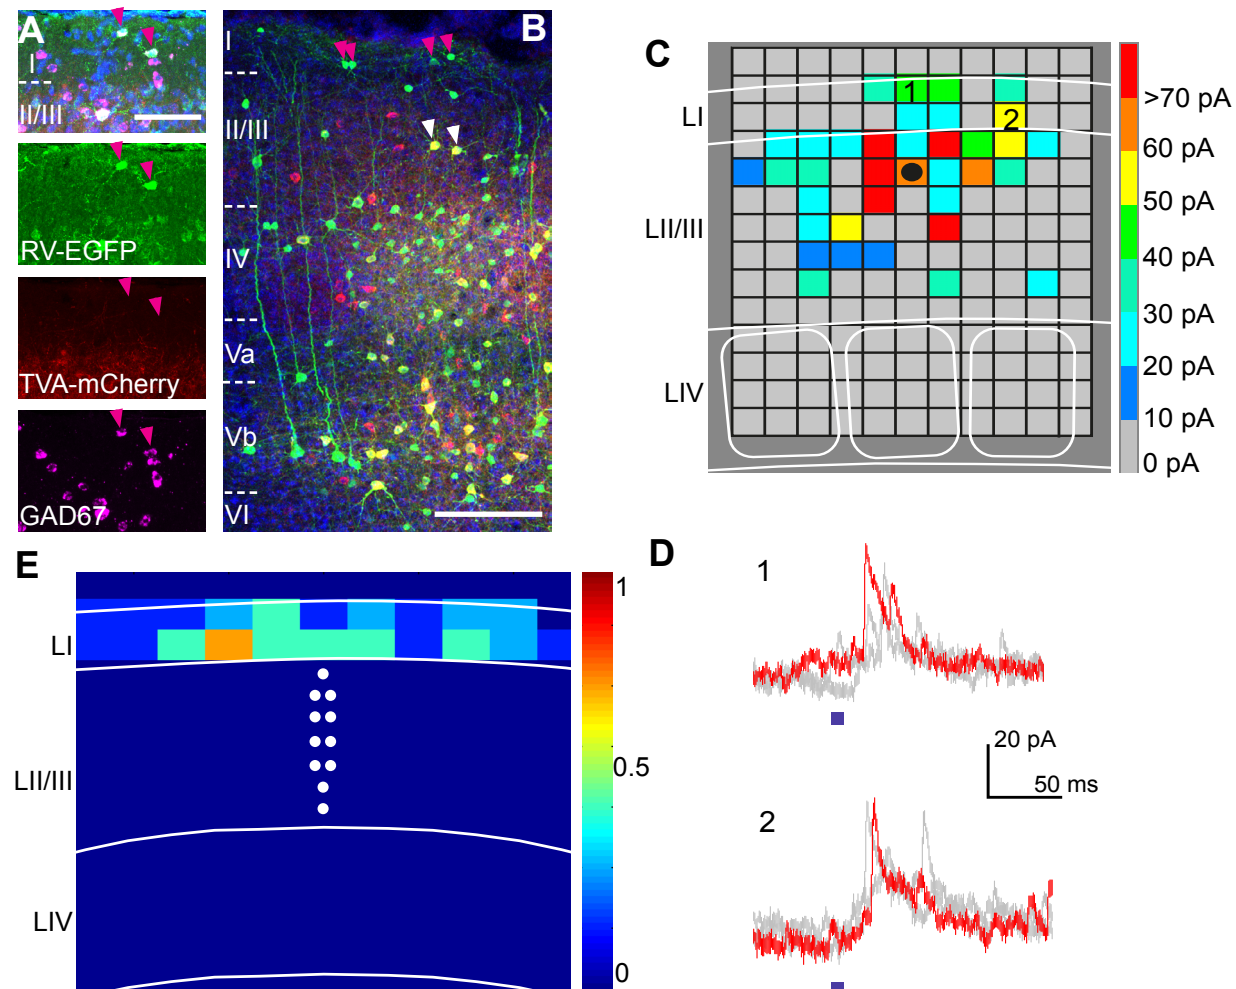 A
I
II/III
RV-EGFP
TVA-mCherry
GAD67
B
I
II/III
IV
Va
Vb
VI
C
LI
LII/III
LIV
1
2
>70 pA
60 pA
50 pA
40 pA
30 pA
20 pA
10 pA
0 pA
E
LI
LII/III
LIV
1
0.5
0
D
1
20 pA
50 ms
2